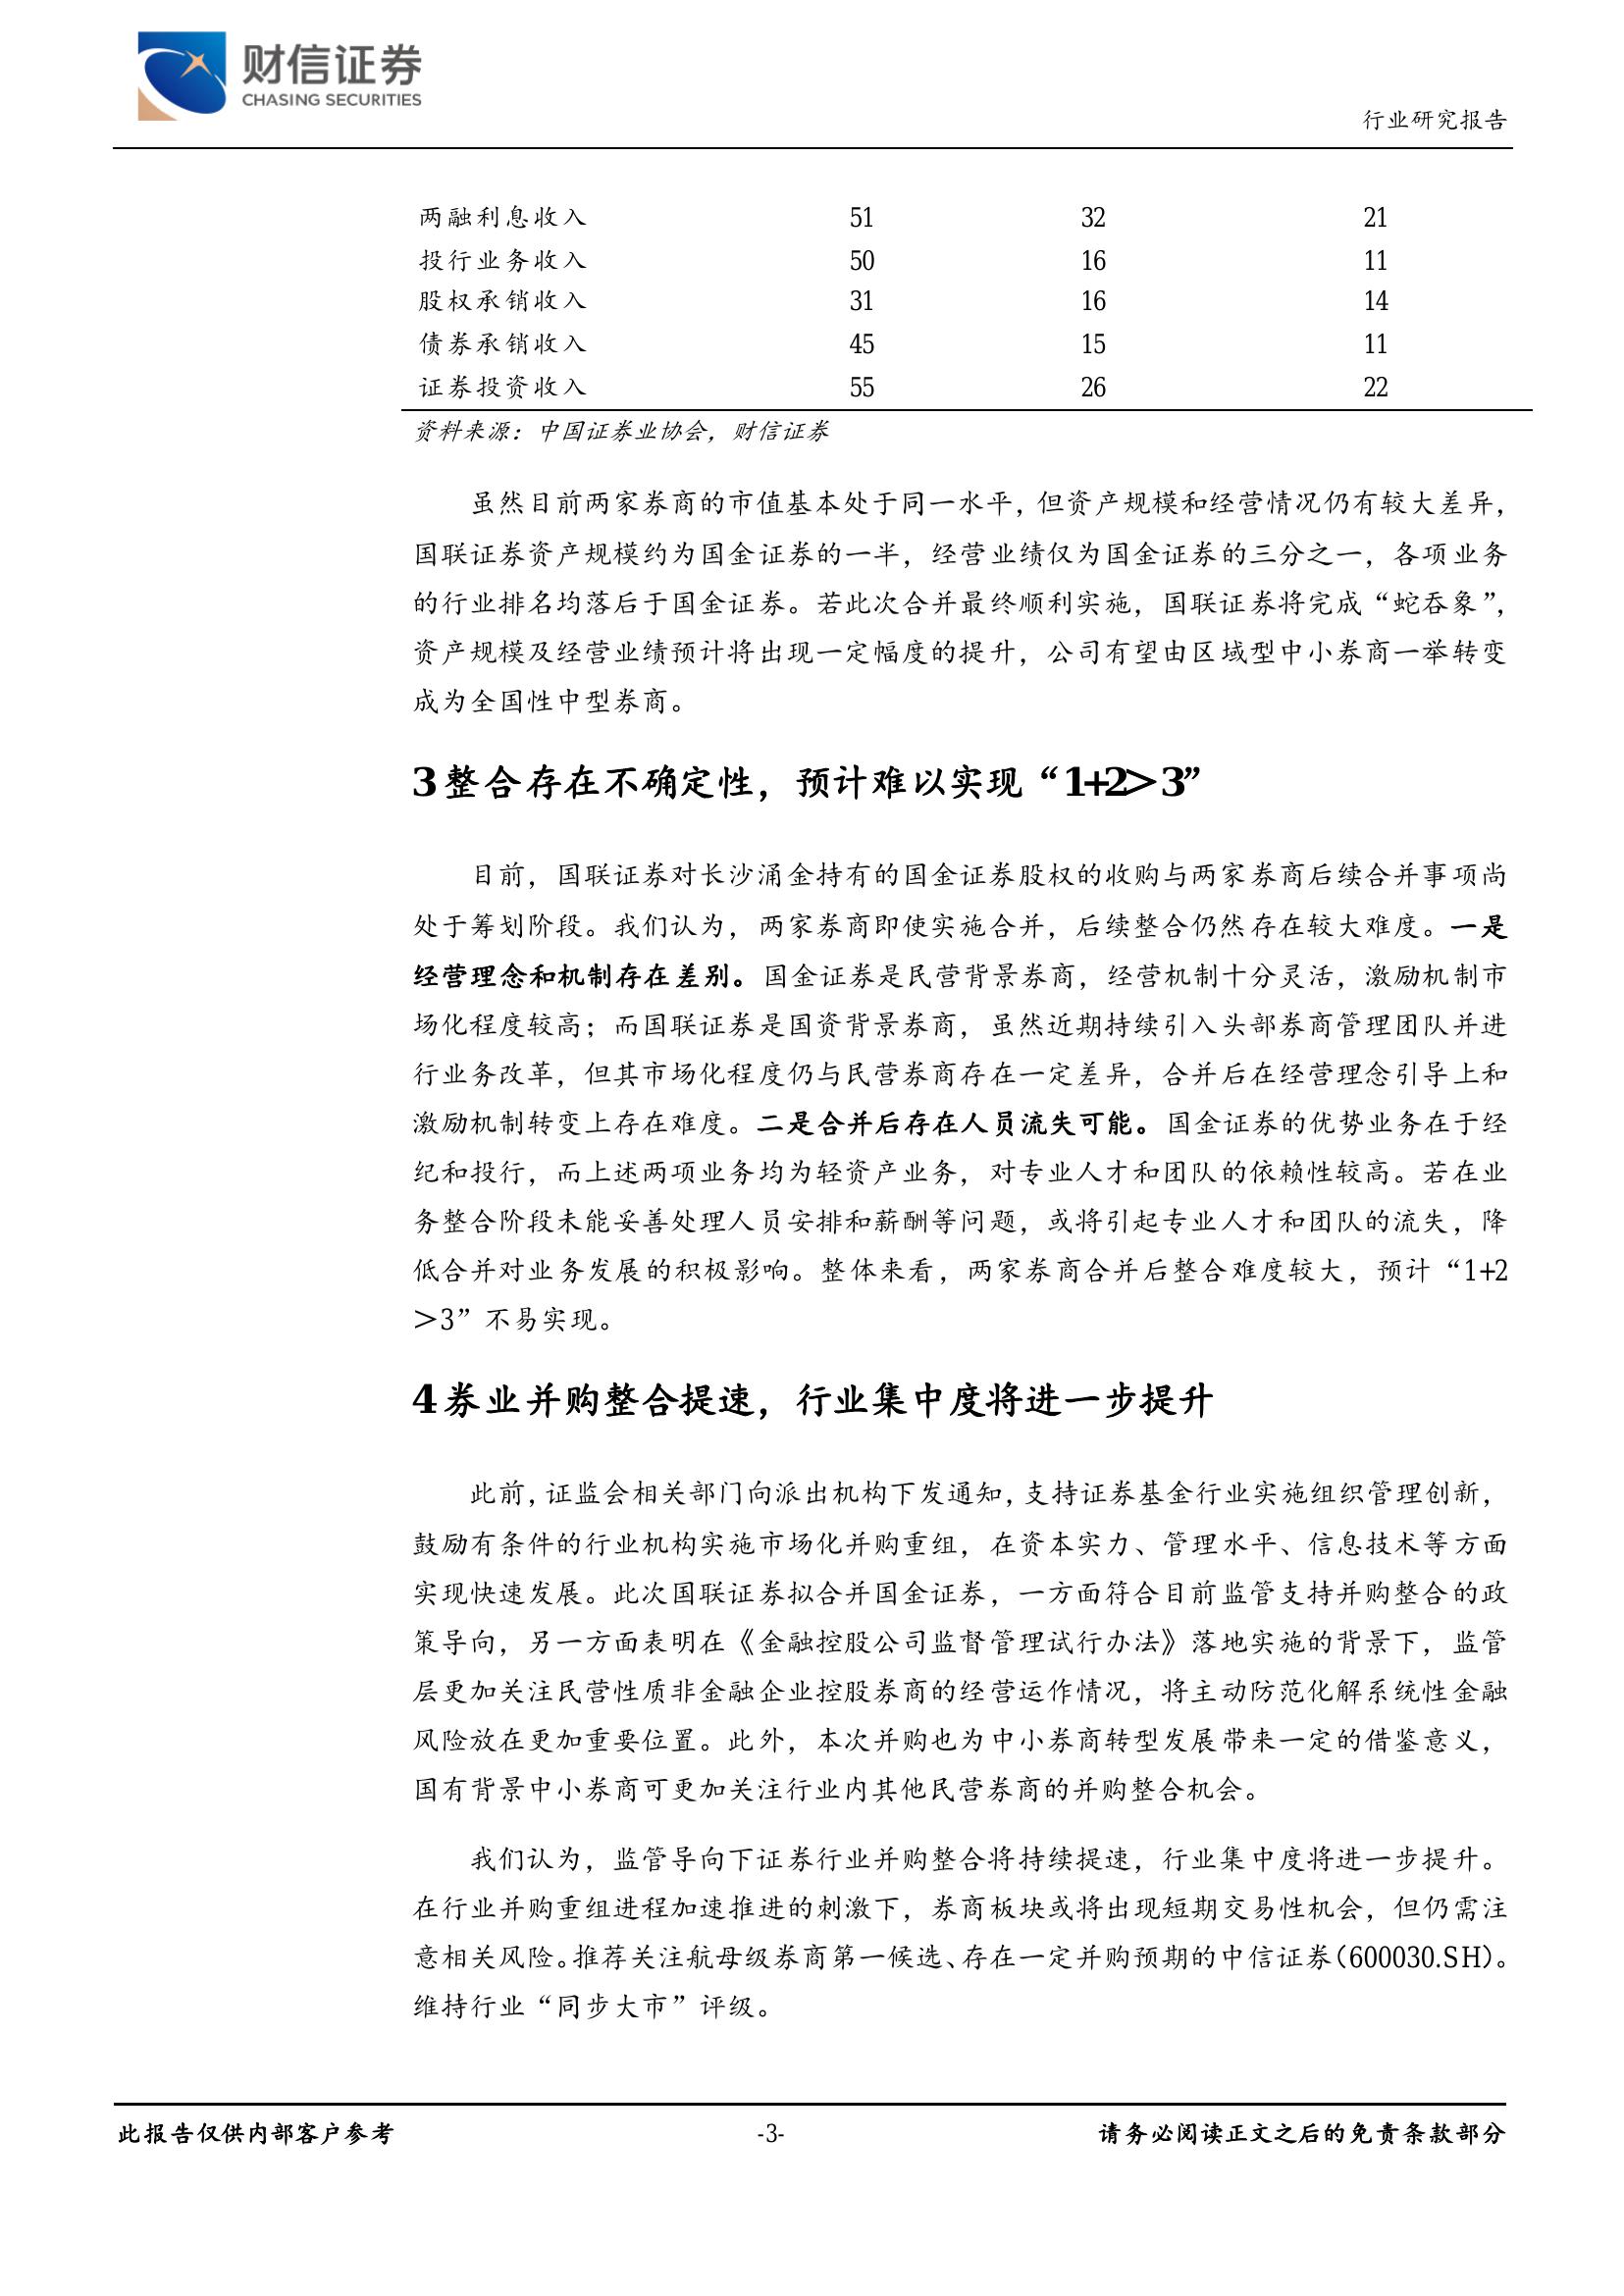 财信证券
CHASING SECURITIES
行业研究报告
两融利息收入 51 32 21
投行业务收入 50 16 11
股权承销收入 31 16 14
债券承销收入 45 15 11
证券投资收入 55 26 22
资料来源：中国证券业协会，财信证券
虽然目前两家券商的市值基本处于同一水平，但资产规模和经营情况仍有较大差异，
国联证券资产规模约为国金证券的一半，经营业绩仅为国金证券的三分之一，各项业务
的行业排名均落后于国金证券。若此次合并最终顺利实施，国联证券将完成“蛇吞象”，
资产规模及经营业绩预计将出现一定幅度的提升，公司有望由区域型中小券商一举转变
成为全国性中型券商。
3 整合存在不确定性，预计难以实现“1+2>3”
目前，国联证券对长沙涌金持有的国金证券股权的收购与两家券商后续合并事项尚
处于筹划阶段。我们认为，两家券商即使实施合并，后续整合仍然存在较大难度。一是
经营理念和机制存在差别。国金证券是民营背景券商，经营机制十分灵活，激励机制市
场化程度较高；而国联证券是国资背景券商，虽然近期持续引入头部券商管理团队并进
行业务改革，但其市场化程度仍与民营券商存在一定差异，合并后在经营理念引导上和
激励机制转变上存在难度。二是合并后存在人员流失可能。国金证券的优势业务在于经
纪和投行，而上述两项业务均为轻资产业务，对专业人才和团队的依赖性较高。若在业
务整合阶段未能妥善处理人员安排和薪酬等问题，或将引起专业人才和团队的流失，降
低合并对业务发展的积极影响。整体来看，两家券商合并后整合难度较大，预计“1+2
>3”不易实现。
4 券业并购整合提速，行业集中度将进一步提升
此前，证监会相关部门向派出机构下发通知，支持证券基金行业实施组织管理创新，
鼓励有条件的行业机构实施市场化并购重组，在资本实力、管理水平、信息技术等方面
实现快速发展。此次国联证券拟合并国金证券，一方面符合目前监管支持并购整合的政
策导向，另一方面表明在《金融控股公司监督管理试行办法》落地实施的背景下，监管
层更加关注民营性质非金融企业控股券商的经营运作情况，将主动防范化解系统性金融
风险放在更加重要位置。此外，本次并购也为中小券商转型发展带来一定的借鉴意义，
国有背景中小券商可更加关注行业内其他民营券商的并购整合机会。
我们认为，监管导向下证券行业并购整合将持续提速，行业集中度将进一步提升。
在行业并购重组进程加速推进的刺激下，券商板块或将出现短期交易性机会，但仍需注
意相关风险。推荐关注航母级券商第一候选、存在一定并购预期的中信证券（600030.SH）。
维持行业“同步大市”评级。
此报告仅供内部客户参考 -3- 请务必阅读正文之后的免责条款部分